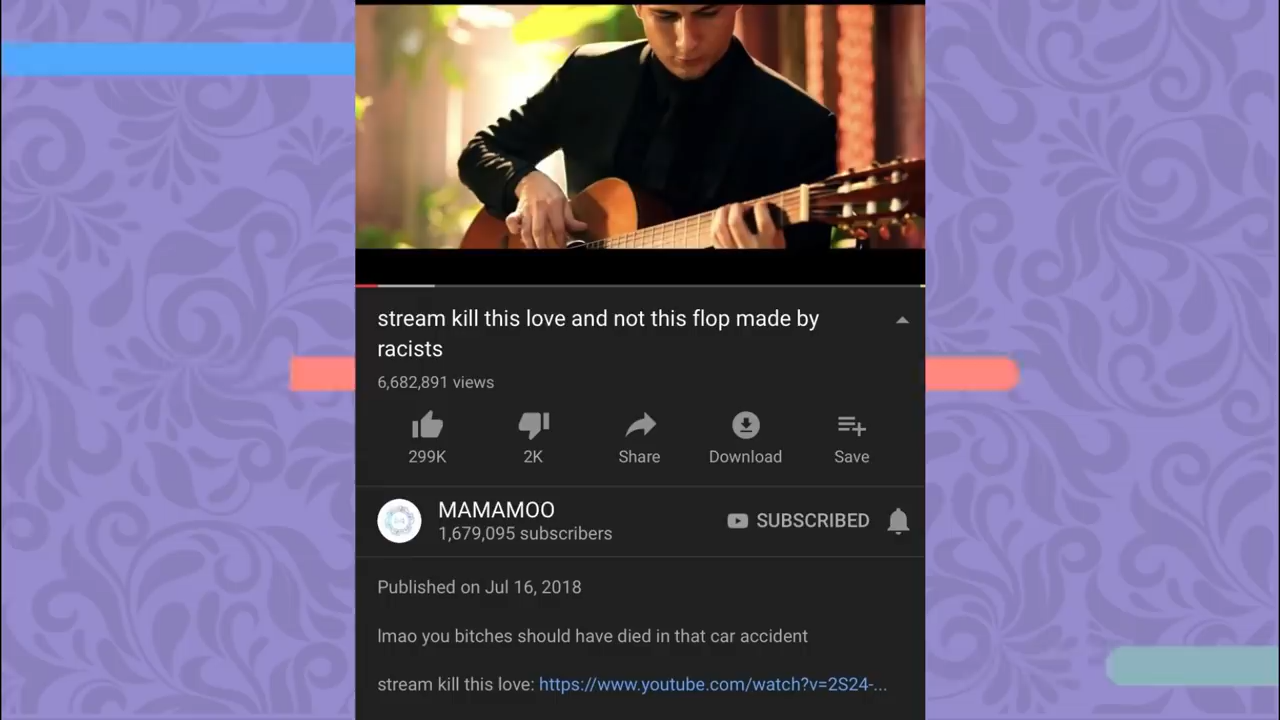 stream kill this love and not this flop made by
racists
6,682,891 views
299K
2K
Share
Download
Save
MAMAMOO
1,679,095 subscribers
SUBSCRIBED
Published on Jul 16, 2018
lmao you bitches should have died in that car accident
stream kill this love: https://www.youtube.com/watch?v=2S24-...